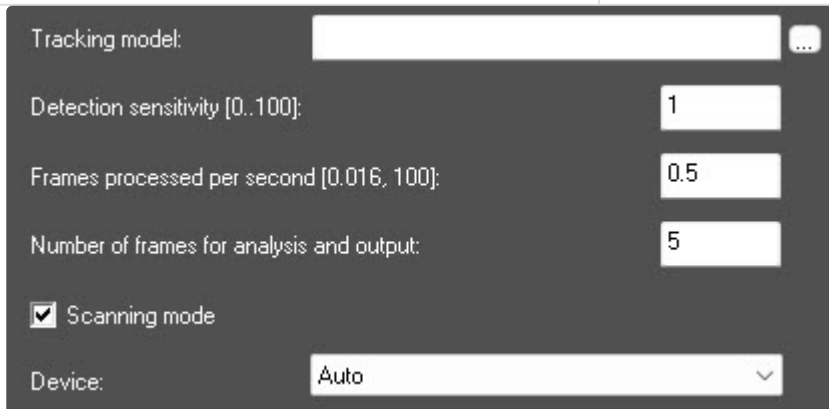 Tracking model:
...
Detection sensitivity [0..100]: 1
Frames processed per second [0.016, 100]: 0.5
Number of frames for analysis and output: 5
Scanning mode
Device: Auto